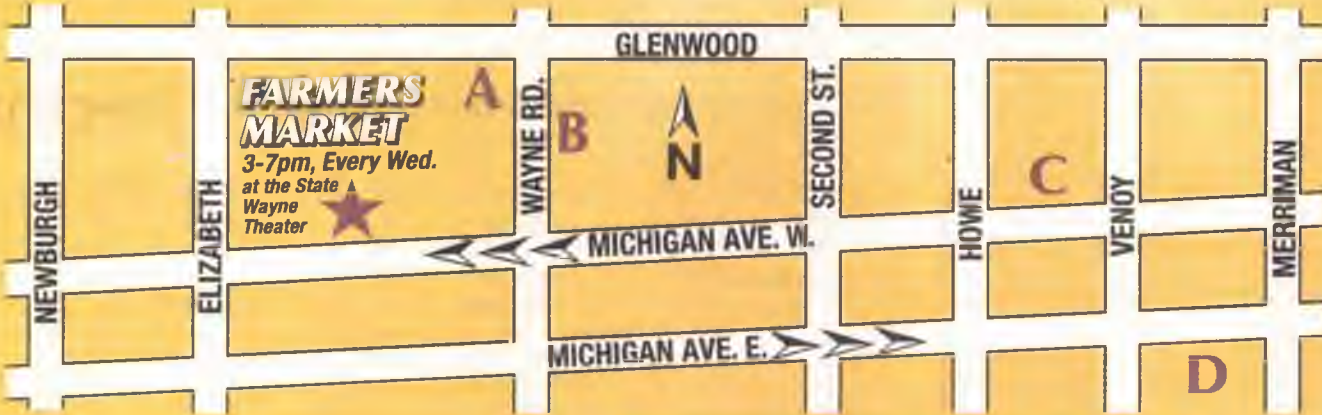 GLENWOOD
FARMERS
MARKET
3-7pm, Every Wed.
at the State
Wayne
Theater
A
B
N
C
D
NEWBURGH
ELIZABETH
WAYNE RD.
SECOND ST.
HOWE
VENOY
MERRIMAN
MICHIGAN AVE. W.
MICHIGAN AVE. E.